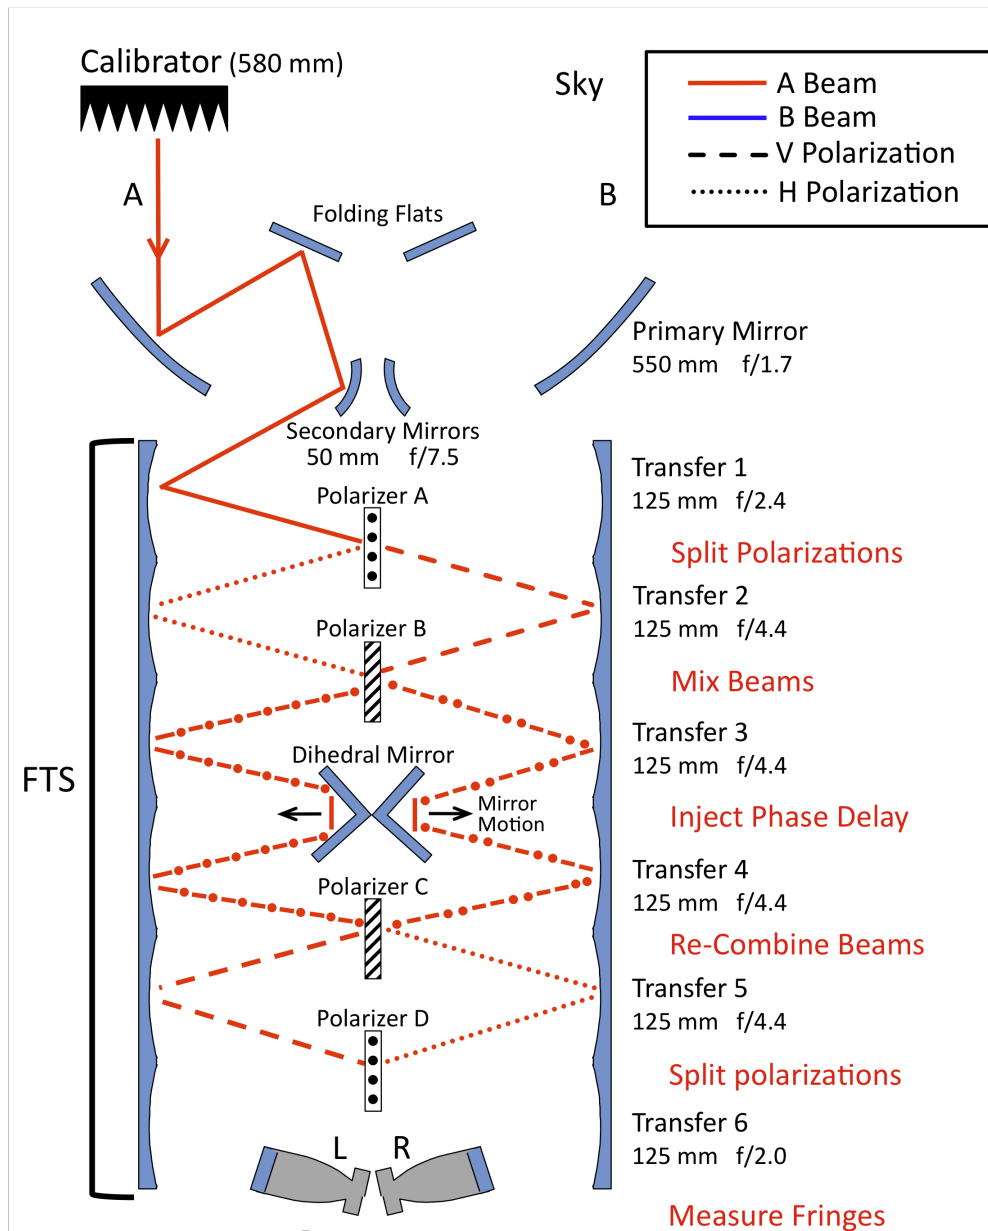 Calibrator (580 mm)
Sky
A Beam
B Beam
V Polarization
H Polarization
A
B
Folding Flats
Primary Mirror
550 mm f/1.7
Secondary Mirrors
50 mm f/7.5
Transfer 1
125 mm f/2.4
Polarizer A
Split Polarizations
Transfer 2
125 mm f/4.4
Polarizer B
Mix Beams
Transfer 3
125 mm f/4.4
Dihedral Mirror
FTS
Mirror
Motion
Inject Phase Delay
Transfer 4
125 mm f/4.4
Polarizer C
Re-Combine Beams
Transfer 5
125 mm f/4.4
Polarizer D
Split polarizations
Transfer 6
125 mm f/2.0
L R
Measure Fringes